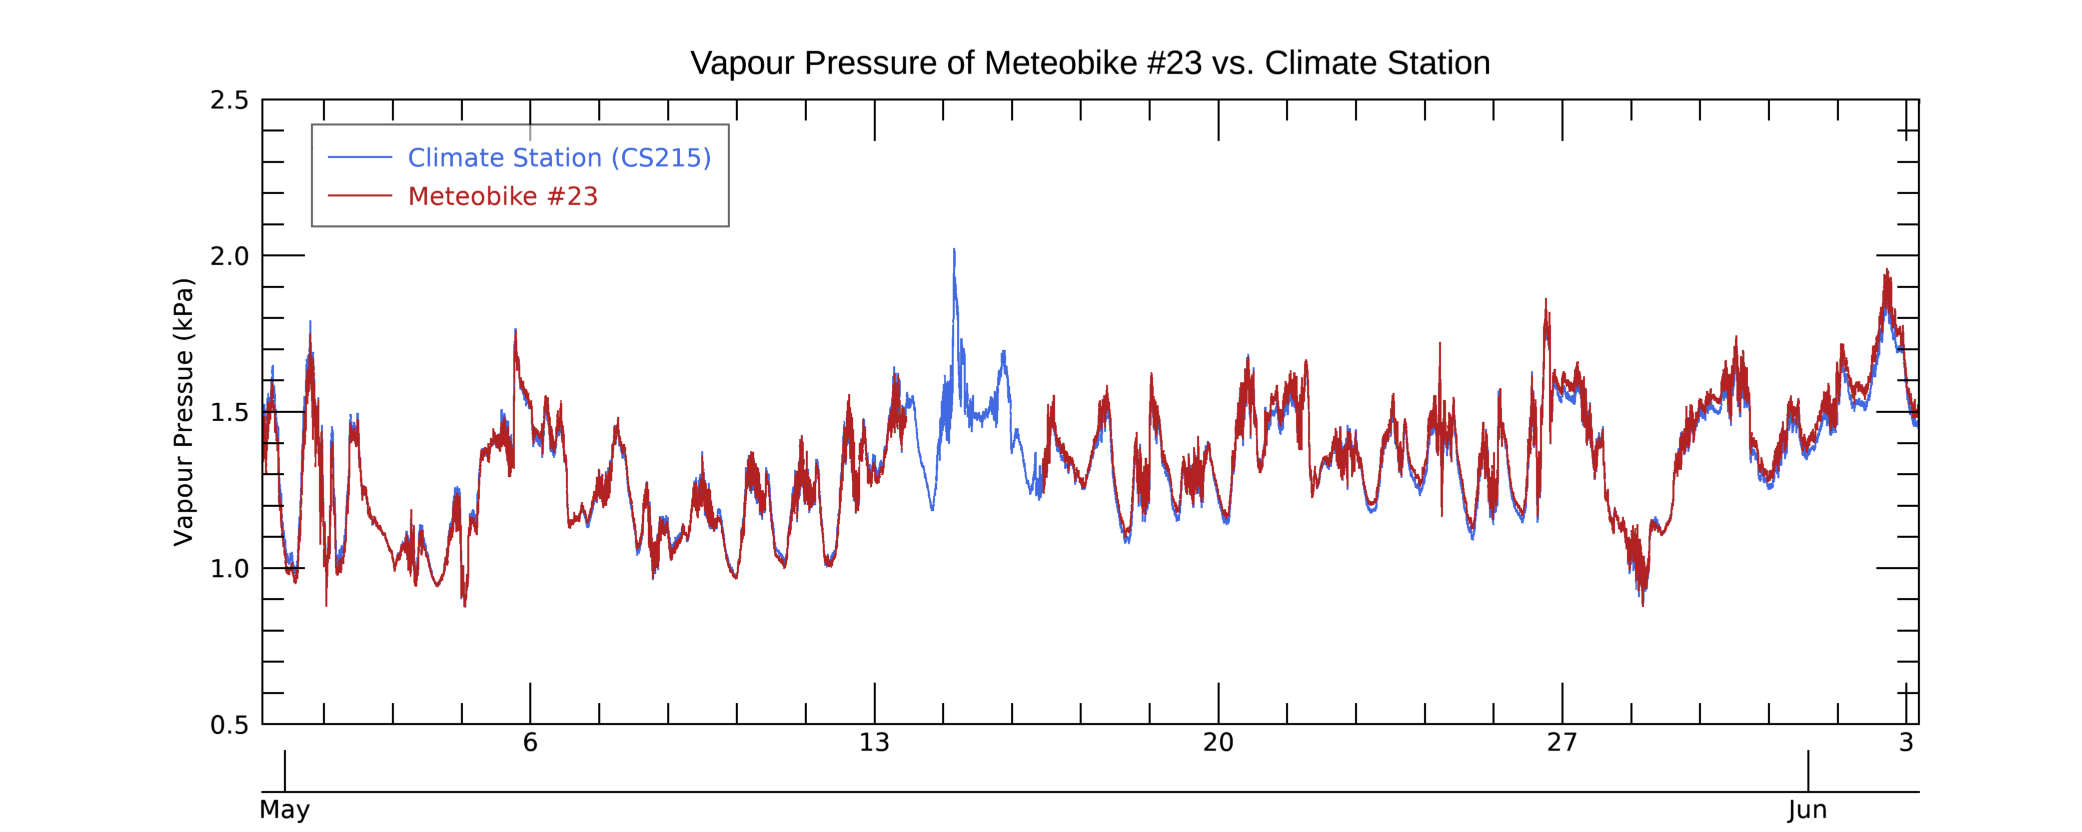 Vapour Pressure of Meteobike #23 vs. Climate Station
2.5
Climate Station (CS215)
Meteobike #23
2.0
Vapour Pressue (kPa)
1.5
1.0
0.5
6 13 20 27 3
May Jun